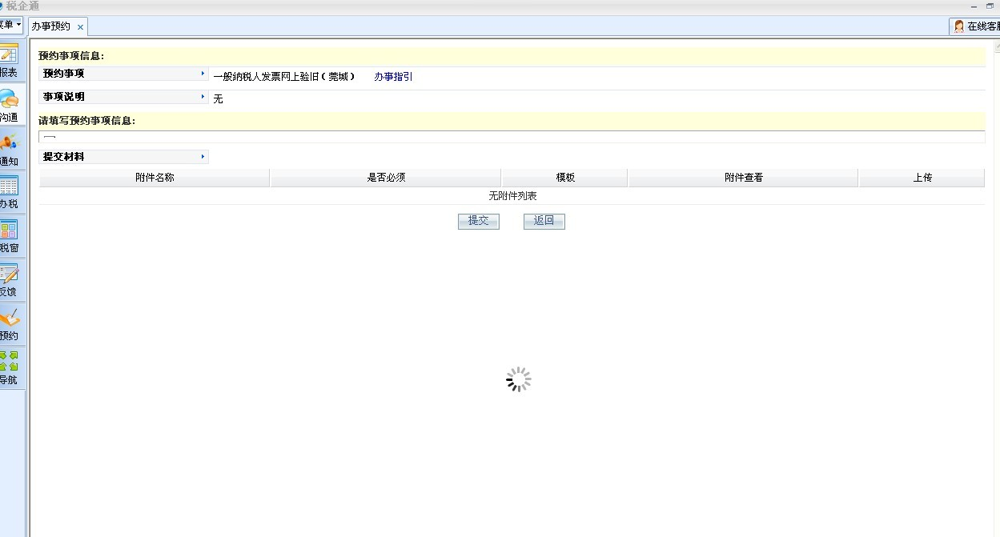 税企通
菜单
办事预约
在线客服
预约事项信息:
预约事项
一般纳税人发票网上验旧(莞城)
办事指引
事项说明
无
请填写预约事项信息:
提交材料
附件名称 是否必须 模板 附件查看 上传
无附件列表
提交 返回
报表
沟通
通知
办税
税窗
反馈
预约
导航